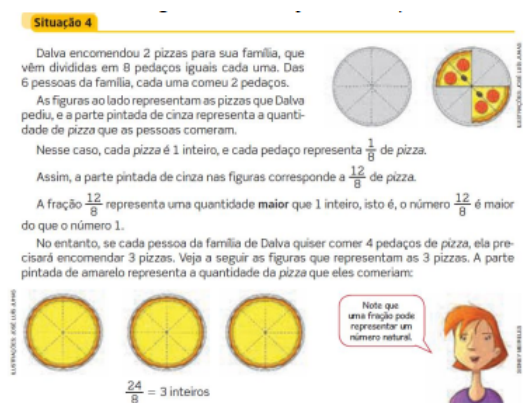 Situação 4
Dalva encomendou 2 pizzas para sua família, que
vêm divididas em 8 pedaços iguais cada uma. Das
6 pessoas da família, cada uma comeu 2 pedaços.
As figuras ao lado representam as pizzas que Dalva
pediu, e a parte pintada de cinza representa a quanti-
dade de pizza que as pessoas comeram.
Nesse caso, cada pizza é 1 inteiro, e cada pedaço representa 1/8 de pizza.
Assim, a parte pintada de cinza nas figuras corresponde a 12/8 de pizza.
A fração 12/8 representa uma quantidade maior que 1 inteiro, isto é, o número 12/8 é maior
do que o número 1.
No entanto, se cada pessoa da família de Dalva quiser comer 4 pedaços de pizza, ela pre-
cisará encomendar 3 pizzas. Veja a seguir as figuras que representam as 3 pizzas. A parte
pintada de amarelo representa a quantidade da pizza que eles comeriam:
24/8 = 3 inteiros
Note que
uma fração pode
representar um
número natural.
ILUSTRAÇÕES: JOSÉ LUÍS JUHAS
ILUSTRAÇÕES: JOSÉ LUÍS JUHAS